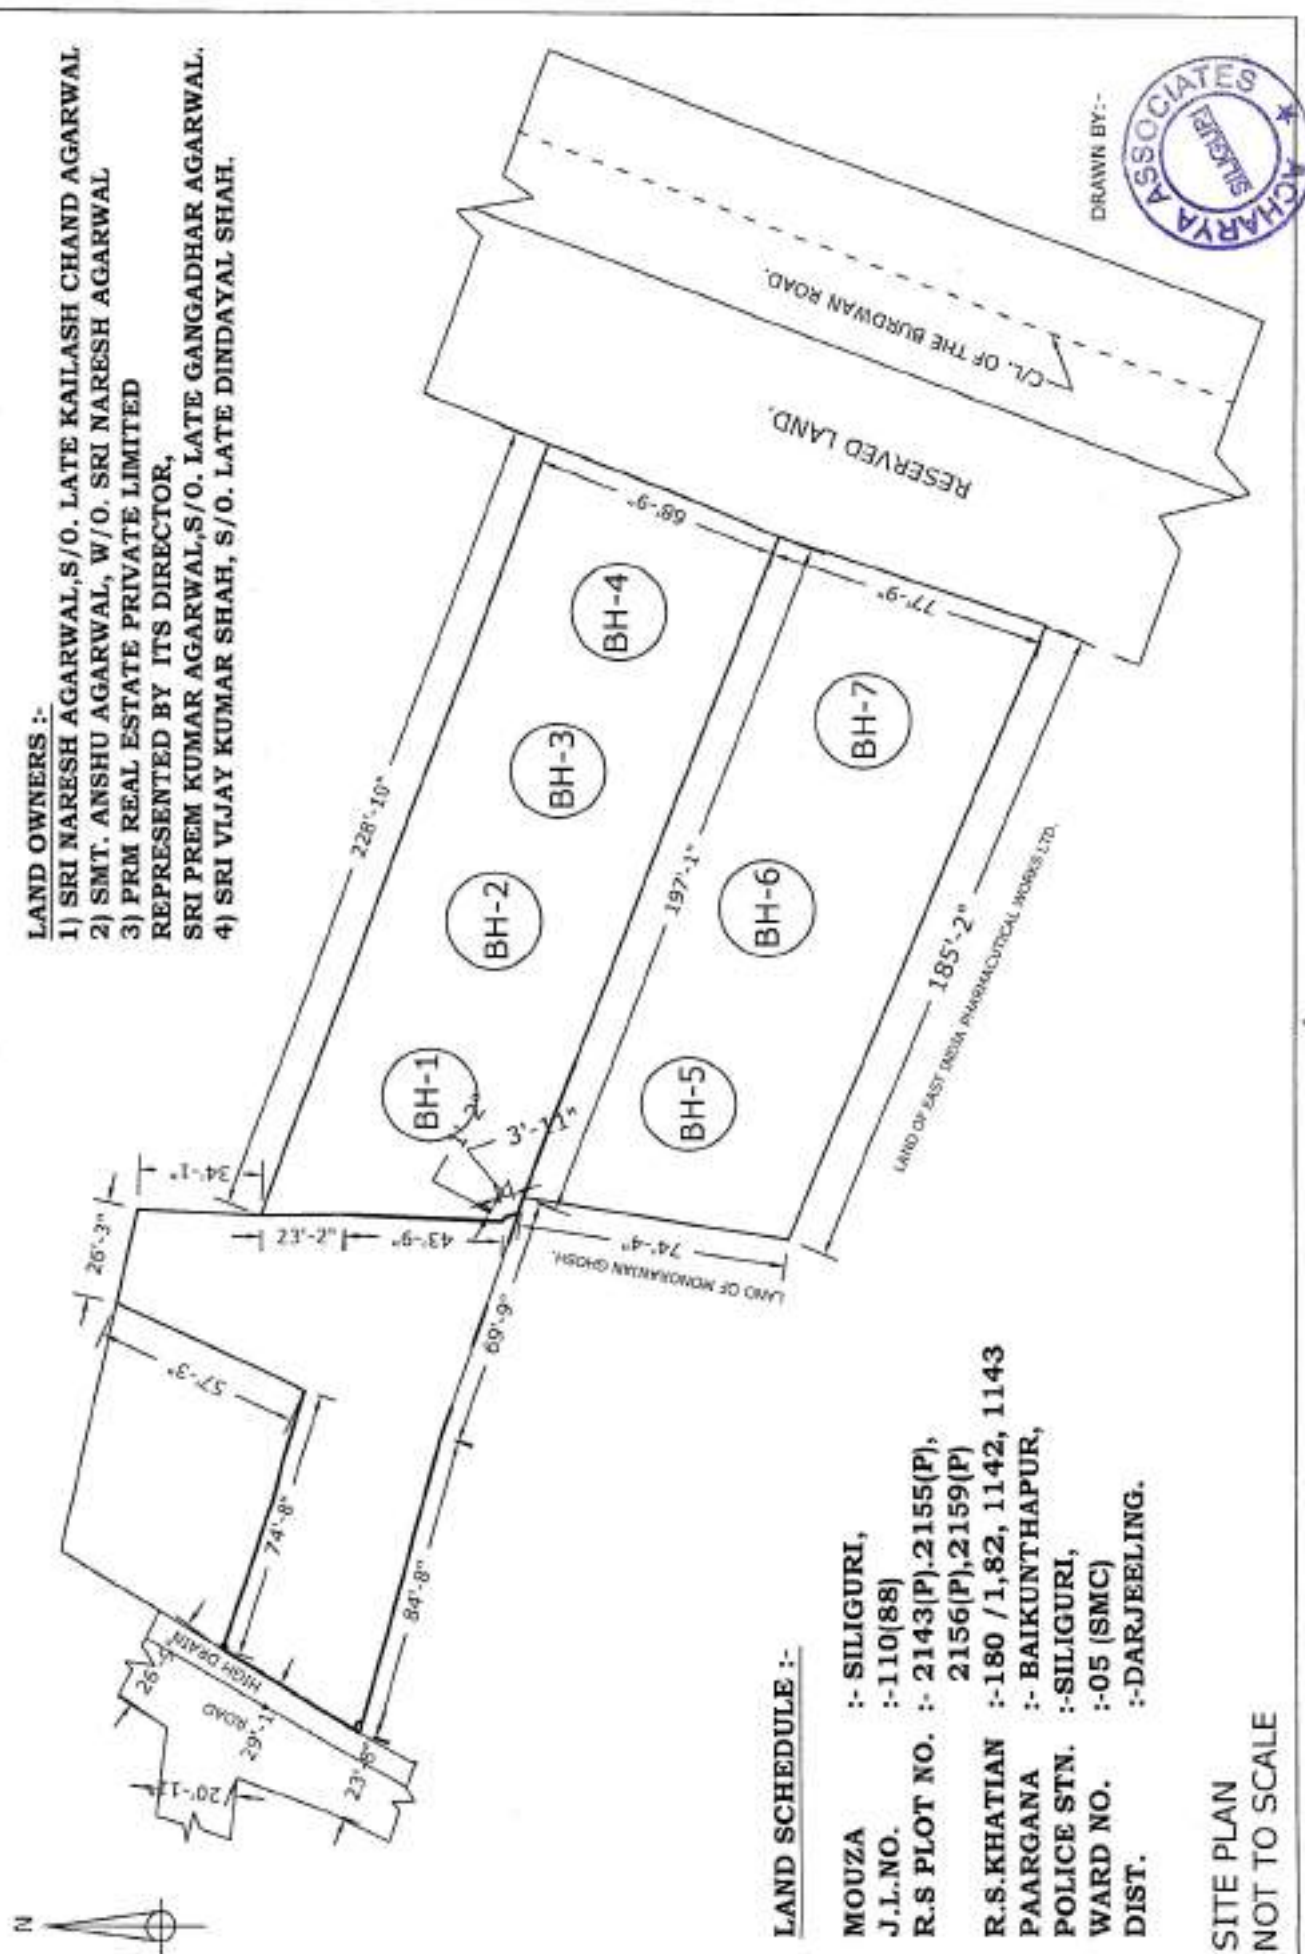 N
LAND OWNERS :-
1) SRI NARESH AGARWAL,S/O. LATE KAILASH CHAND AGARWAL
2) SMT. ANSHU AGARWAL, W/O. SRI NARESH AGARWAL
3) PRM REAL ESTATE PRIVATE LIMITED
REPRESENTED BY ITS DIRECTOR,
SRI PREM KUMAR AGARWAL,S/O. LATE GANGADHAR AGARWAL.
4) SRI VIJAY KUMAR SHAH, S/O. LATE DINDAYAL SHAH.
26'-3"
34'-1"
57'-3"
74'-8"
HIGH DRAIN
ROAD
29'-1"
20'-11"
23'-8"
84'-8"
69'-9"
23'-2"
43'-9"
3'-11"
228'-10"
BH-1
BH-2
BH-3
BH-4
68'-9"
77'-9"
197'-1"
BH-5
BH-6
BH-7
74'-4"
LAND OF MONORANJAN GHOSH.
185'-2"
LAND OF EAST INDIA PHARMACUTICAL WORKS LTD.
RESERVED LAND.
C/L. OF THE BURDWAN ROAD.
DRAWN BY:-
ACHARYA ASSOCIATES
SILIGURI
LAND SCHEDULE :-
MOUZA :- SILIGURI,
J.L.NO. :-110(88)
R.S PLOT NO. :- 2143(P).2155(P),
2156(P),2159(P)
R.S.KHATIAN :-180 /1,82, 1142, 1143
PAARGANA :- BAIKUNTHAPUR,
POLICE STN. :-SILIGURI,
WARD NO. :-05 (SMC)
DIST. :-DARJEELING.
SITE PLAN
NOT TO SCALE